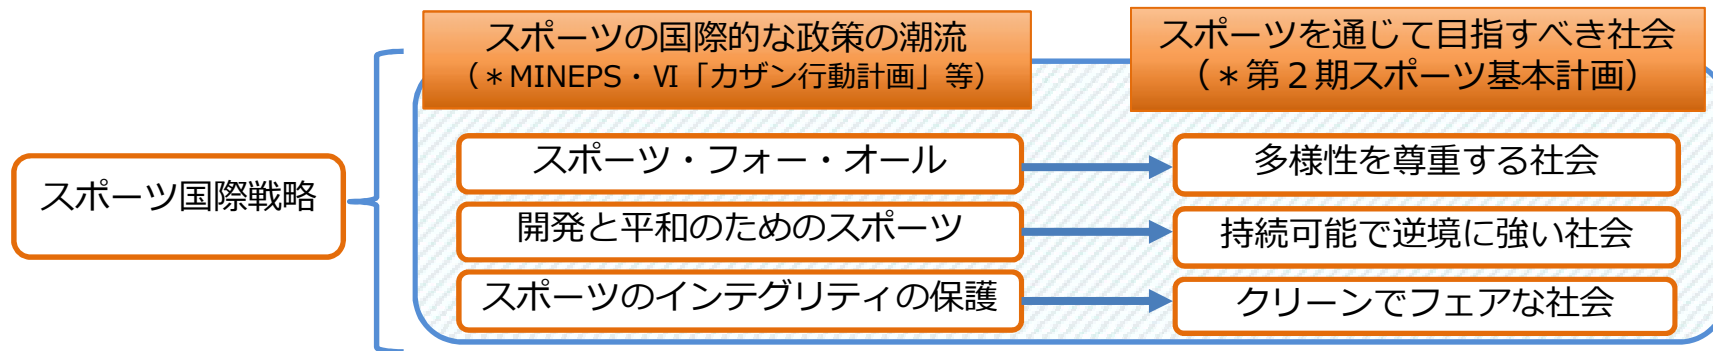 スポーツの国際的な政策の潮流
（＊MINEPS・Ⅵ「カザン行動計画」等）
スポーツを通じて目指すべき社会
（＊第２期スポーツ基本計画）
スポーツ国際戦略
スポーツ・フォー・オール
多様性を尊重する社会
開発と平和のためのスポーツ
持続可能で逆境に強い社会
スポーツのインテグリティの保護
クリーンでフェアな社会